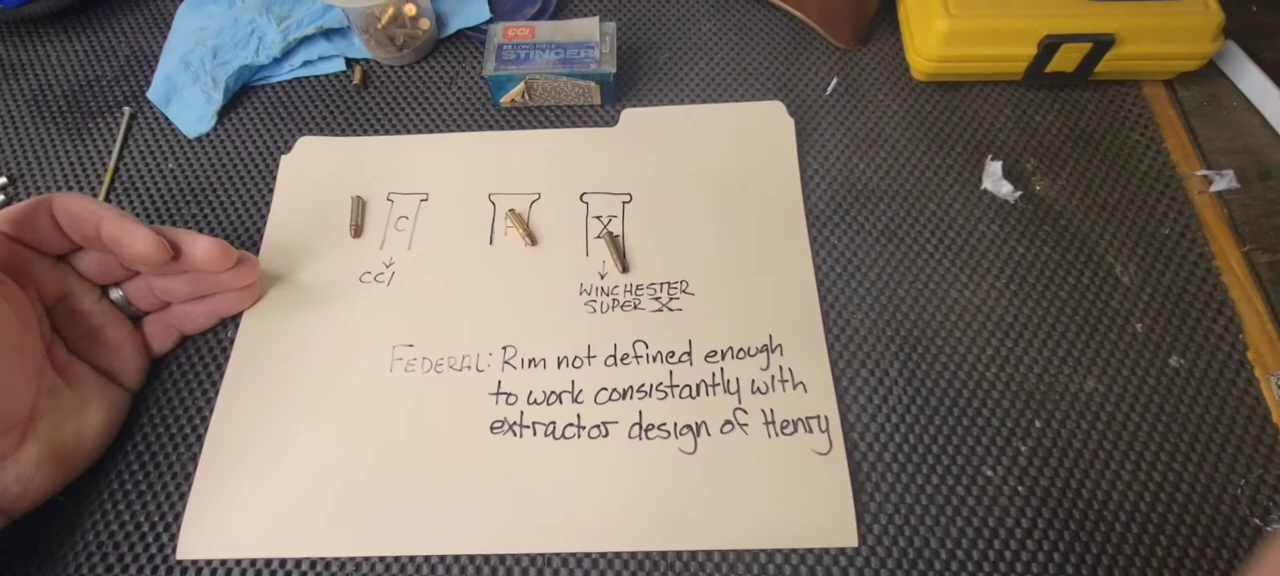 CCI
22 LONG RIFLE
STINGER
C
X
CCI
WINCHESTER
SUPER X
FEDERAL: Rim not defined enough
to work consistantly with
extractor design of Henry